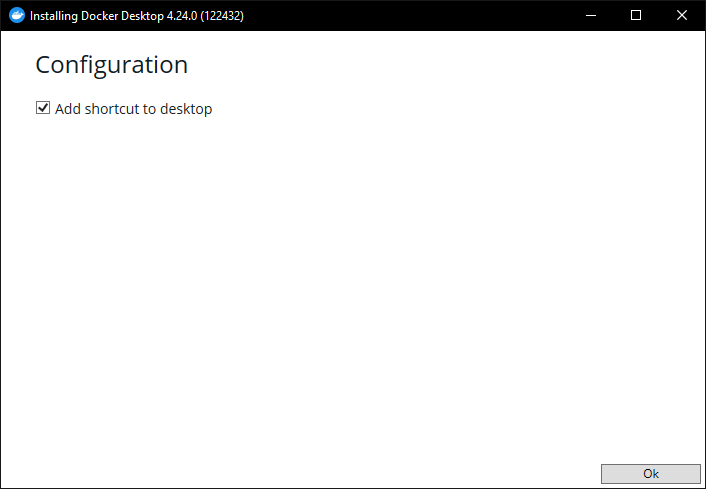 Installing Docker Desktop 4.24.0 (122432)
Configuration
Add shortcut to desktop
Ok